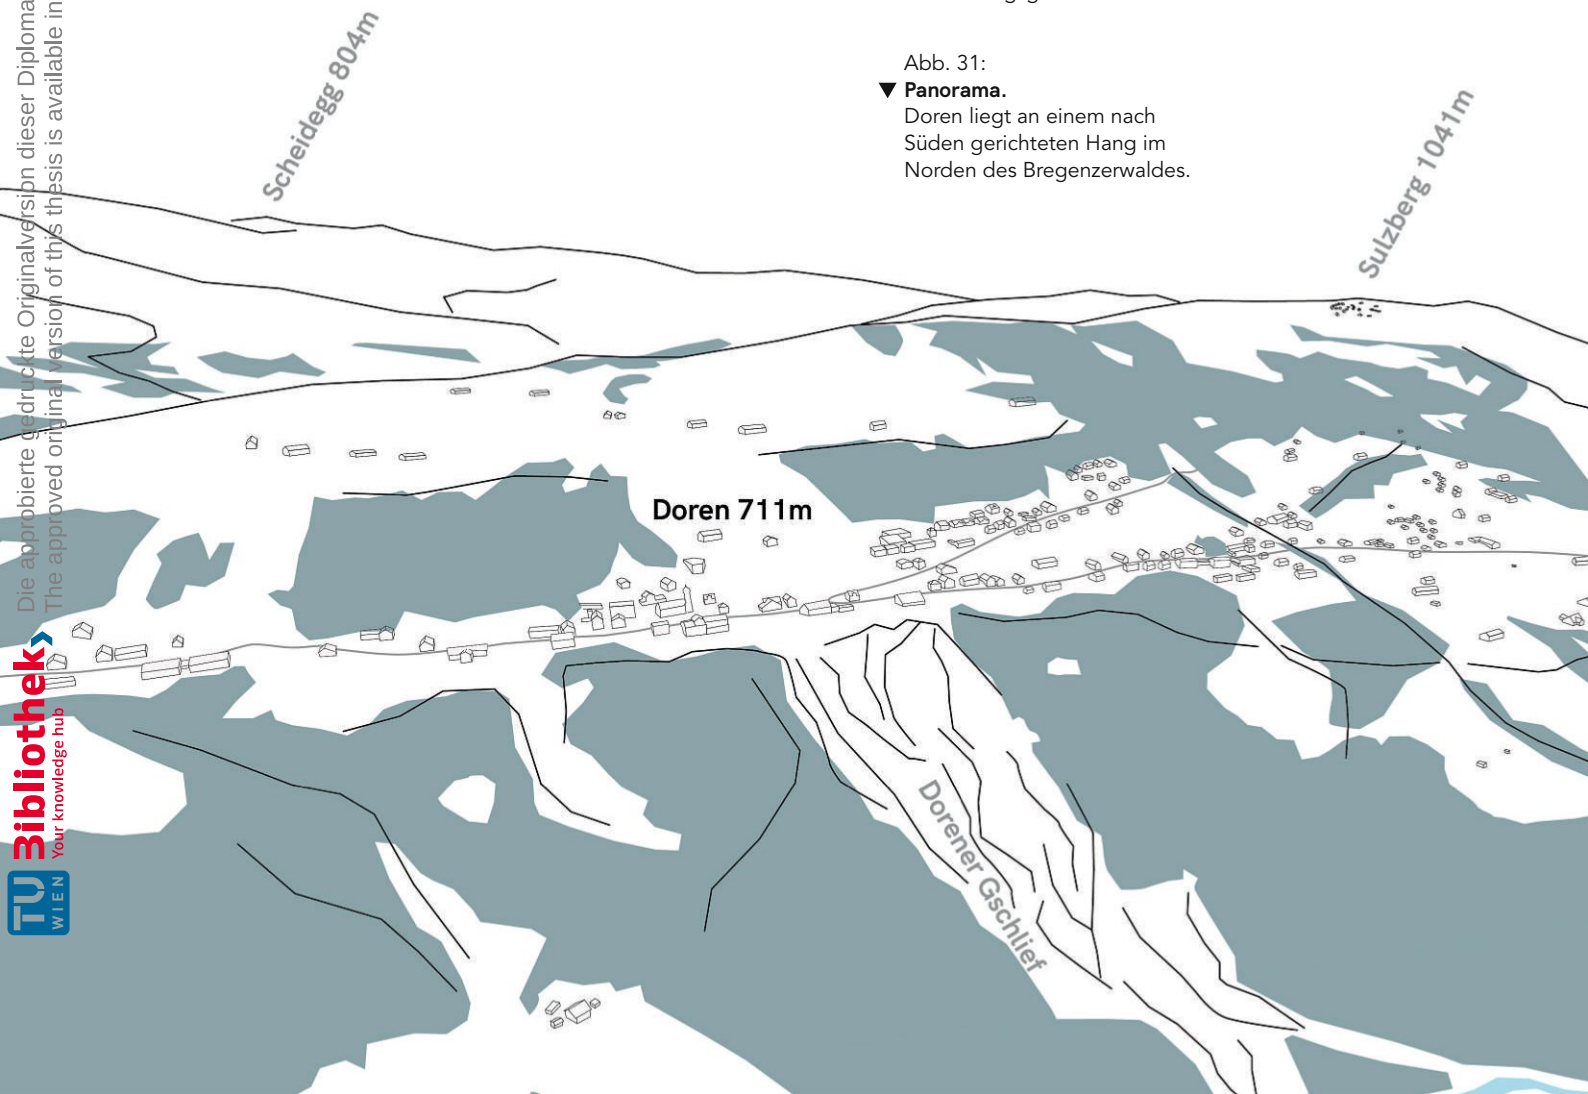 Abb. 31:
▼ Panorama.
Doren liegt an einem nach
Süden gerichteten Hang im
Norden des Bregenzerwaldes.
Scheidegg 804m
Sulzberg 1041m
Doren 711m
Dorener Gschlief
Die approbierte gedruckte Originalversion dieser Diploma
The approved original version of this thesis is available in
TU
WIEN
Bibliothek
Your knowledge hub